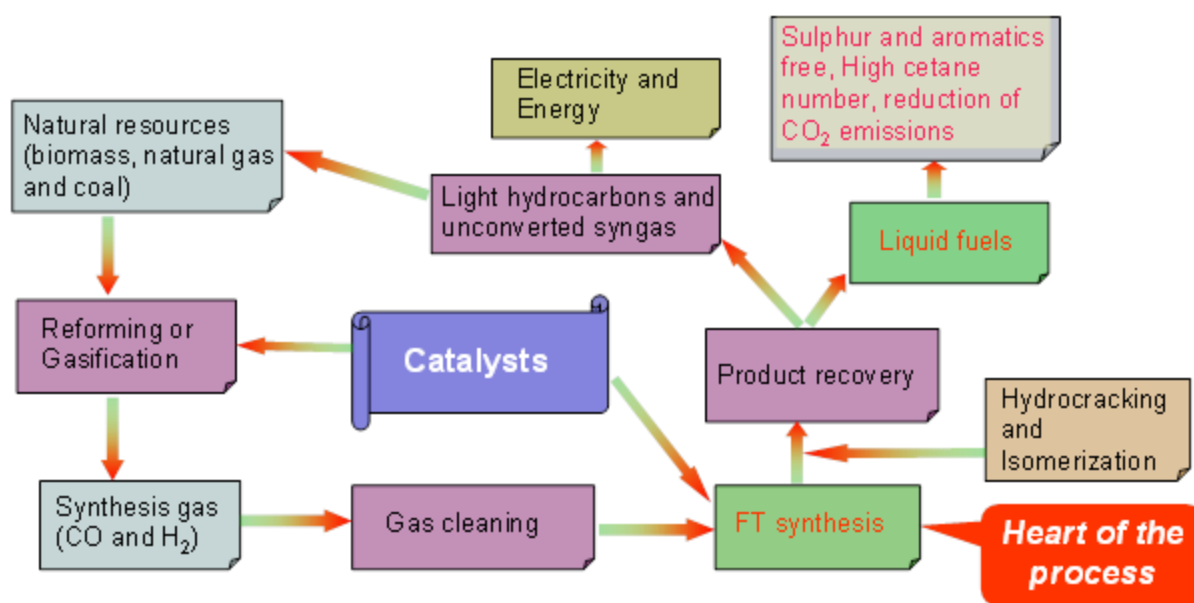 Sulphur and aromatics
free, High cetane
number, reduction of
CO₂ emissions
Electricity and
Energy
Natural resources
(biomass, natural gas
and coal)
Light hydrocarbons and
unconverted syngas
Liquid fuels
Reforming or
Gasification
Catalysts
Product recovery
Hydrocracking
and
Isomerization
Synthesis gas
(CO and H₂)
Gas cleaning
FT synthesis
Heart of the
process